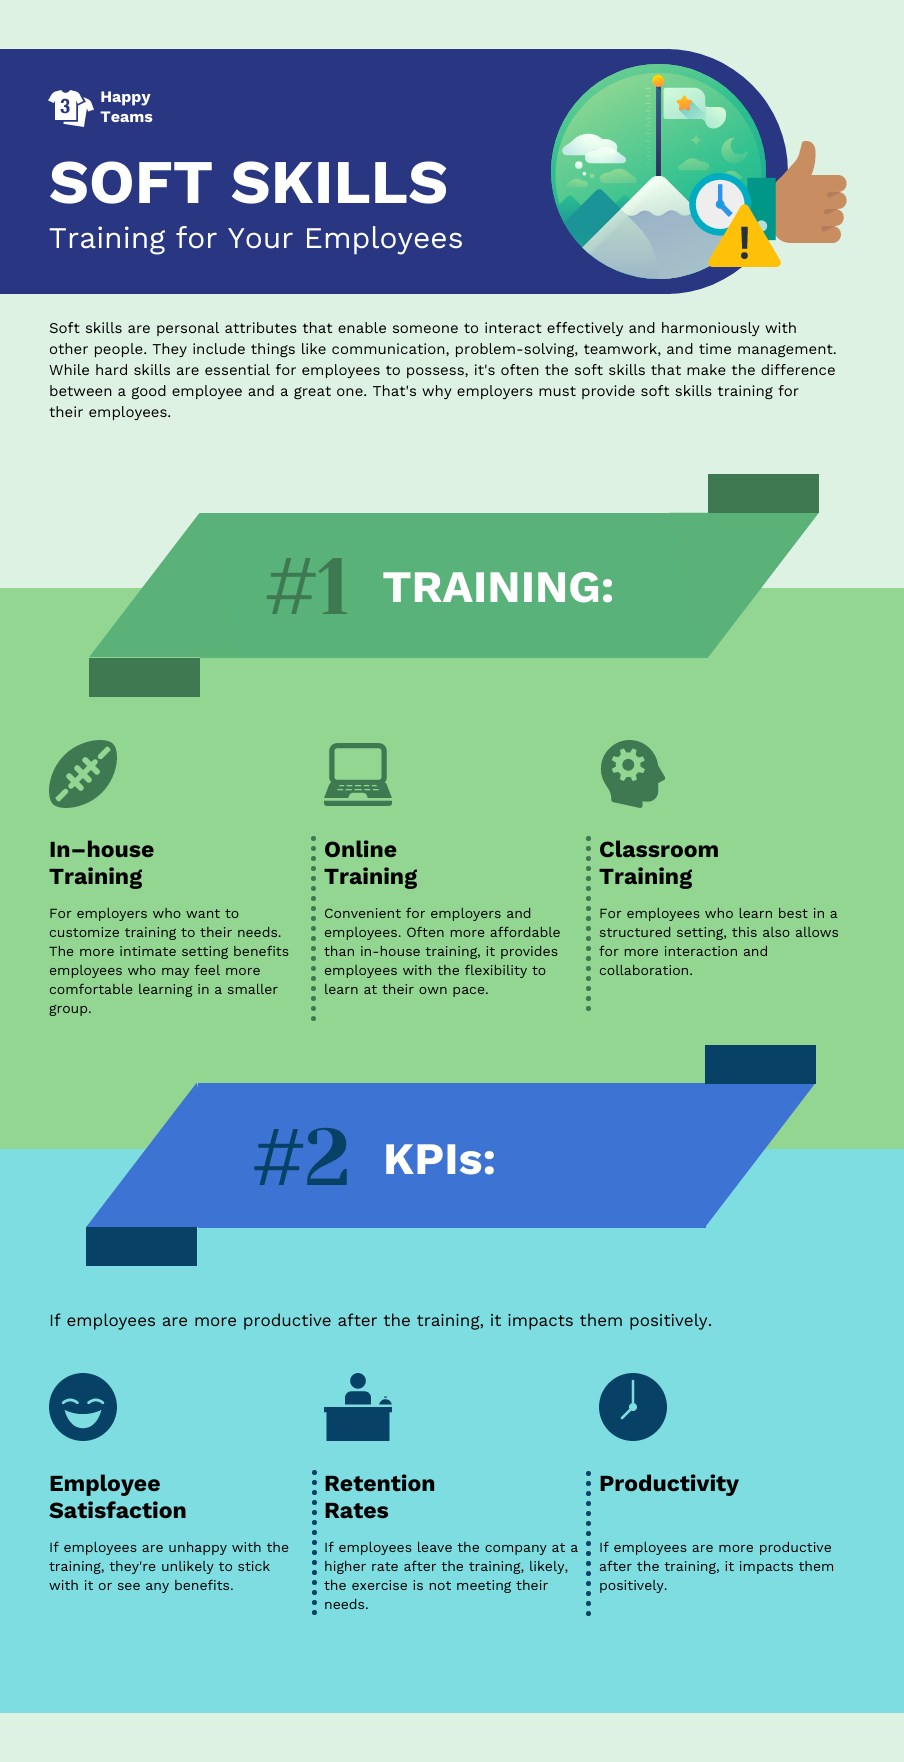 3
Happy
Teams
SOFT SKILLS
Training for Your Employees
Soft skills are personal attributes that enable someone to interact effectively and harmoniously with
other people. They include things like communication, problem-solving, teamwork, and time management.
While hard skills are essential for employees to possess, it's often the soft skills that make the difference
between a good employee and a great one. That's why employers must provide soft skills training for
their employees.
#1 TRAINING:
In–house
Training
For employers who want to
customize training to their needs.
The more intimate setting benefits
employees who may feel more
comfortable learning in a smaller
group.
Online
Training
Convenient for employers and
employees. Often more affordable
than in-house training, it provides
employees with the flexibility to
learn at their own pace.
Classroom
Training
For employees who learn best in a
structured setting, this also allows
for more interaction and
collaboration.
#2 KPIs:
If employees are more productive after the training, it impacts them positively.
Employee
Satisfaction
If employees are unhappy with the
training, they're unlikely to stick
with it or see any benefits.
Retention
Rates
If employees leave the company at a
higher rate after the training, likely,
the exercise is not meeting their
needs.
Productivity
If employees are more productive
after the training, it impacts them
positively.